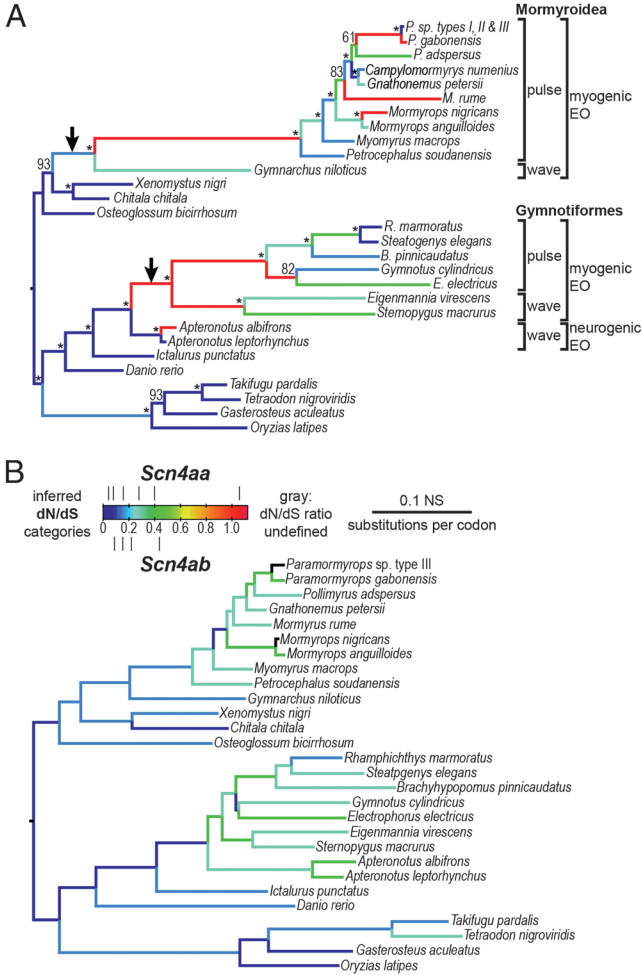 A
Mormyroidea
P. sp. types I, II & III
P. gabonensis
61
P. adspersus
Campylomormyrus numenius
83
Gnathonemus petersii
M. rume
pulse
myogenic
EO
Mormyrops nigricans
Mormyrops anguilloides
Myomyrus macrops
Petrocephalus soudanensis
93
Gymnarchus niloticus
wave
Xenomystus nigri
Chitala chitala
Osteoglossum bicirrhosum
Gymnotiformes
R. marmoratus
Steatogenys elegans
B. pinnicaudatus
pulse
82
Gymnotus cylindricus
myogenic
EO
E. electricus
Eigenmannia virescens
wave
Sternopygus macrurus
Apteronotus albifrons
wave
neurogenic
EO
Apteronotus leptorhynchus
Ictalurus punctatus
Danio rerio
Takifugu pardalis
93
Tetraodon nigroviridis
Gasterosteus aculeatus
Oryzias latipes
B
Scn4aa
inferred
dN/dS
categories
0 0.2 0.4 0.6 0.8 1.0
gray:
dN/dS ratio
undefined
0.1 NS
substitutions per codon
Scn4ab
Paramormyrops sp. type III
Paramormyrops gabonensis
Pollimyrus adspersus
Gnathonemus petersii
Mormyrus rume
Mormyrops nigricans
Mormyrops anguilloides
Myomyrus macrops
Petrocephalus soudanensis
Gymnarchus niloticus
Xenomystus nigri
Chitala chitala
Osteoglossum bicirrhosum
Rhamphichthys marmoratus
Steatpgenys elegans
Brachyhypopomus pinnicaudatus
Gymnotus cylindricus
Electrophorus electricus
Eigenmannia virescens
Sternopygus macrurus
Apteronotus albifrons
Apteronotus leptorhynchus
Ictalurus punctatus
Danio rerio
Takifugu pardalis
Tetraodon nigroviridis
Gasterosteus aculeatus
Oryzias latipes